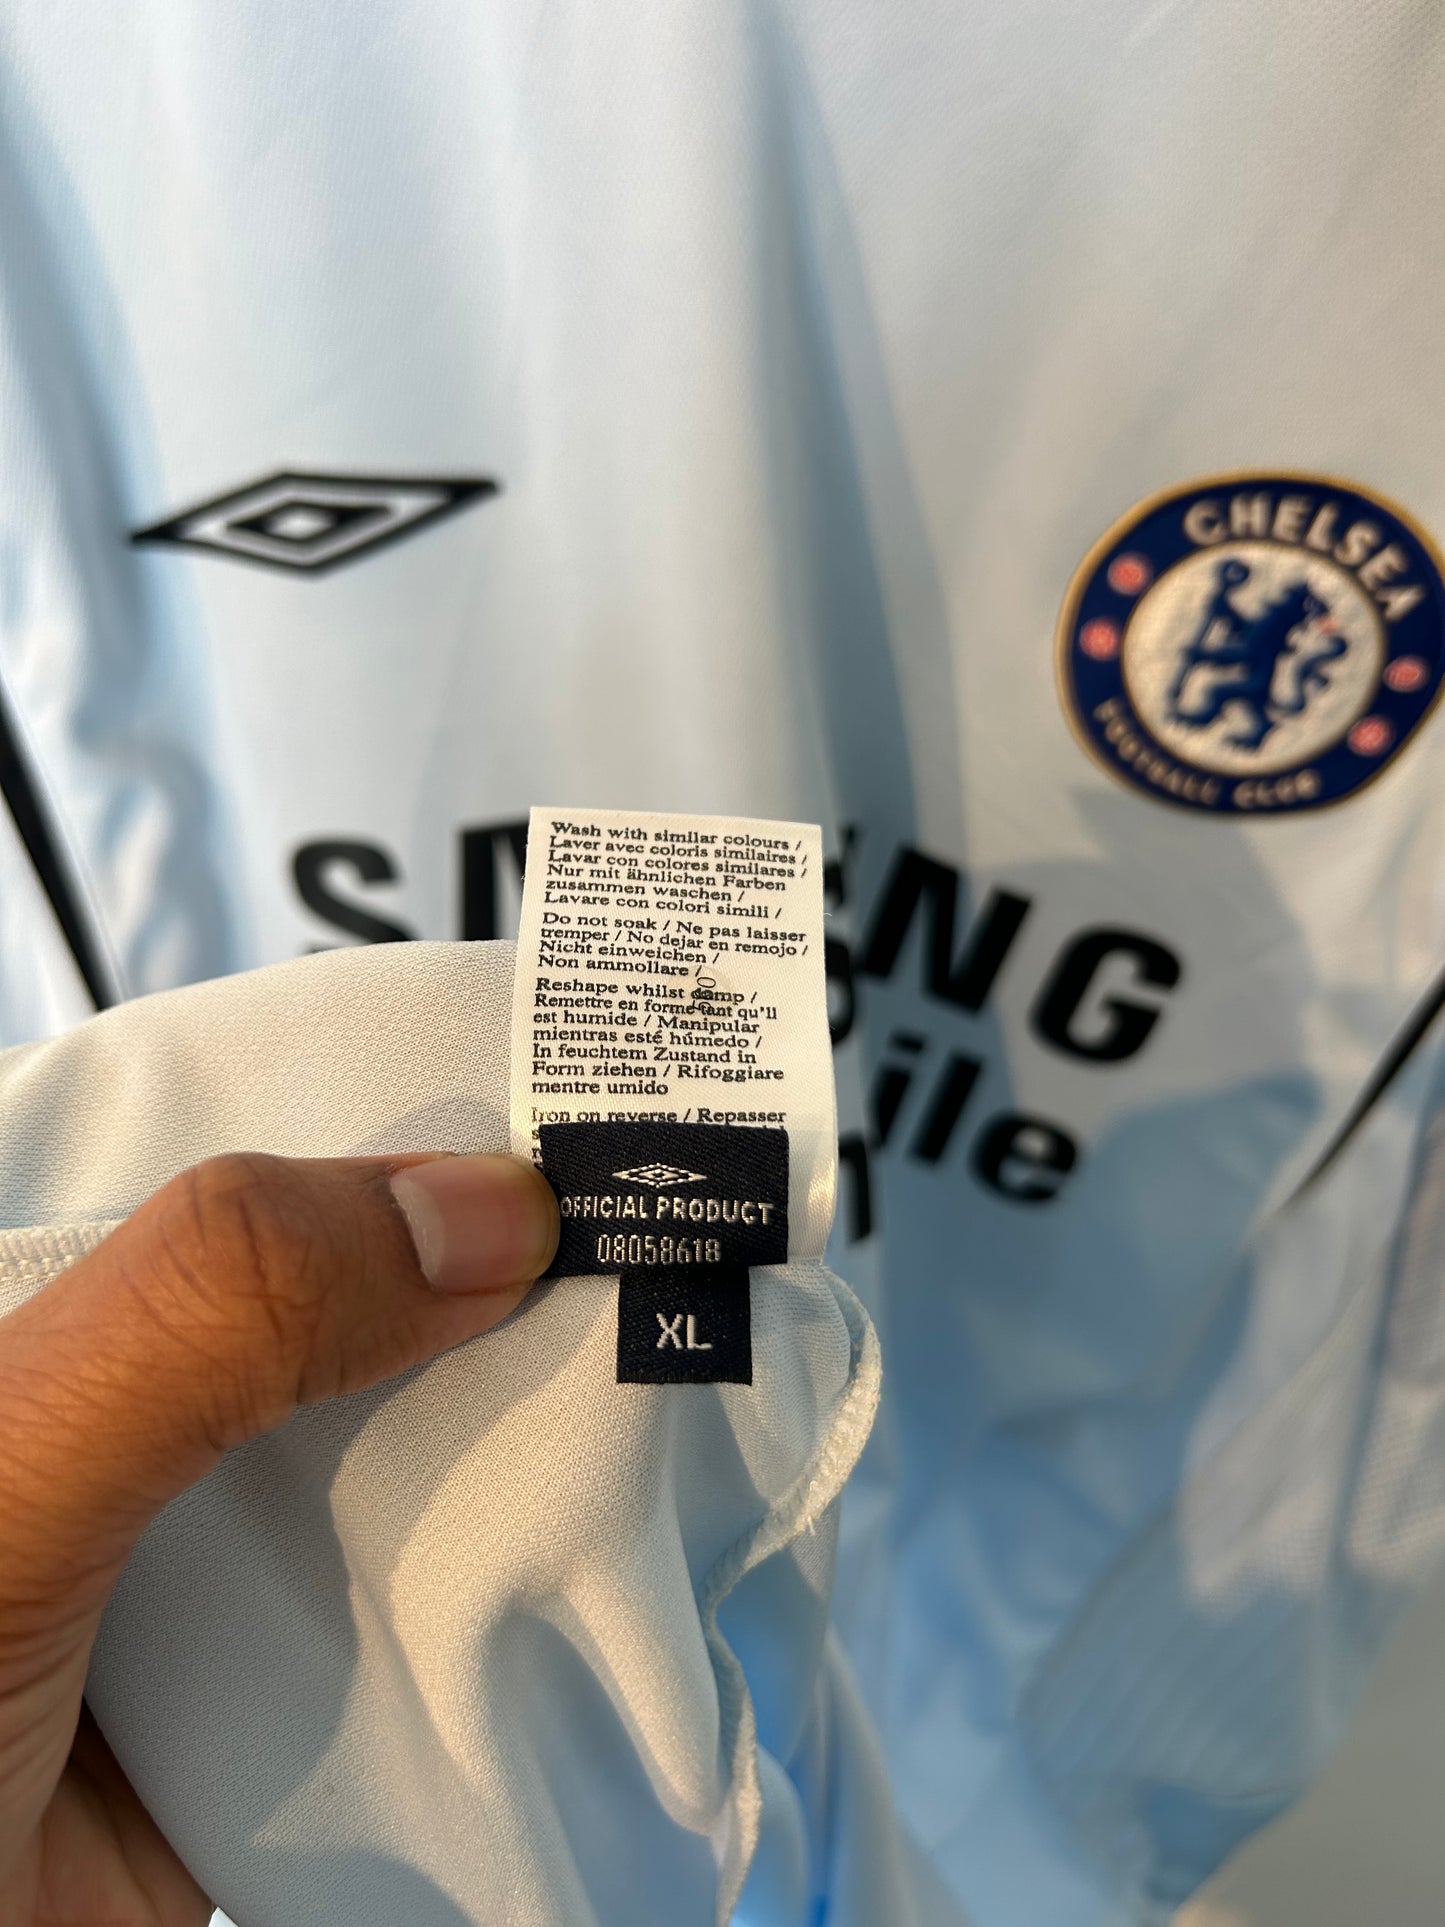 CHELSEA
FOOTBALL CLUB
Wash with similar colours /
Laver avec coloris similaires /
Lavar con colores similares /
Nur mit ähnlichen Farben
zusammen waschen /
Lavare con colori simili /
Do not soak / Ne pas laisser
tremper / No dejar en remojo /
Nicht einweichen /
Non ammollare /
Reshape whilst damp /
Remettre en forme tant qu'il
est humide / Manipular
mientras esté húmedo /
In feuchtem Zustand in
Form ziehen / Rifoggiare
mentre umido
Iron on reverse / Repasser
OFFICIAL PRODUCT
08058618
XL